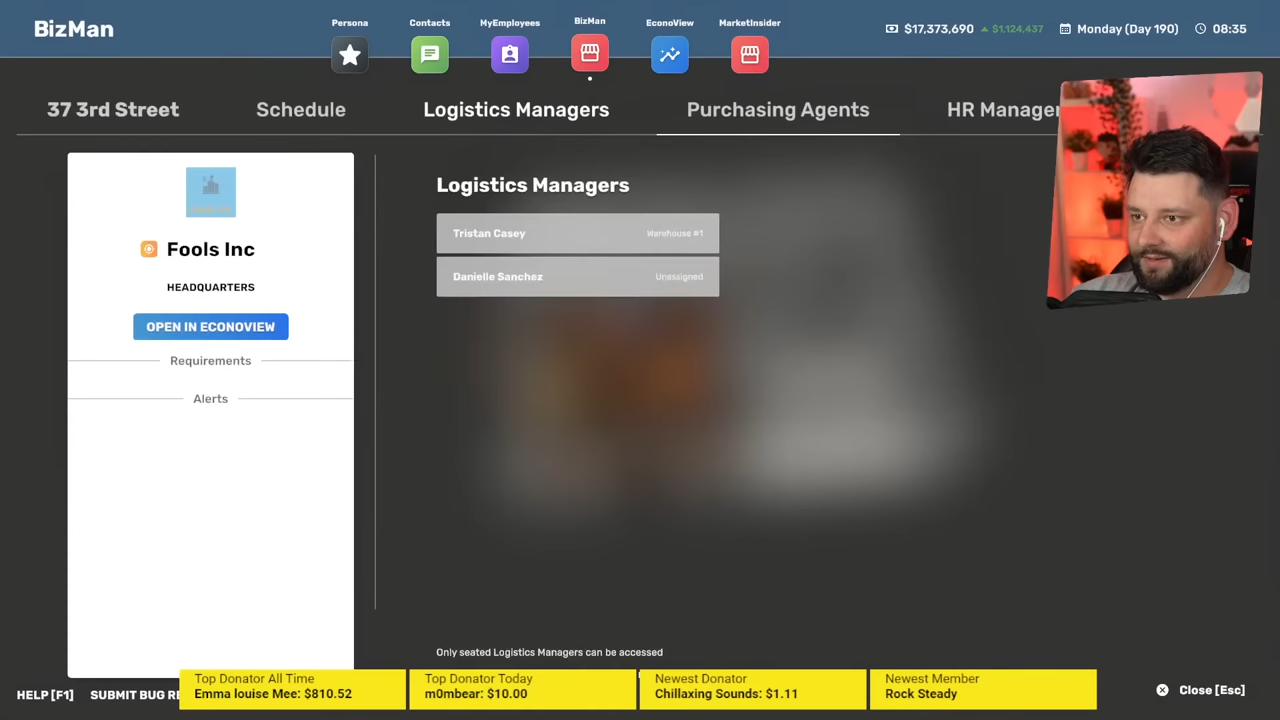 BizMan
Persona
Contacts
MyEmployees
BizMan
EconoView
MarketInsider
$17,373,690
$1,124,437
Monday (Day 190)
08:35
37 3rd Street
Schedule
Logistics Managers
Purchasing Agents
HR Manager
Fools Inc
HEADQUARTERS
OPEN IN ECONOVIEW
Requirements
Alerts
Logistics Managers
Tristan Casey
Warehouse #1
Danielle Sanchez
Unassigned
Only seated Logistics Managers can be accessed
HELP [F1]
SUBMIT BUG RE
Top Donator All Time
Emma louise Mee: $810.52
Top Donator Today
m0mbear: $10.00
Newest Donator
Chillaxing Sounds: $1.11
Newest Member
Rock Steady
Close [Esc]